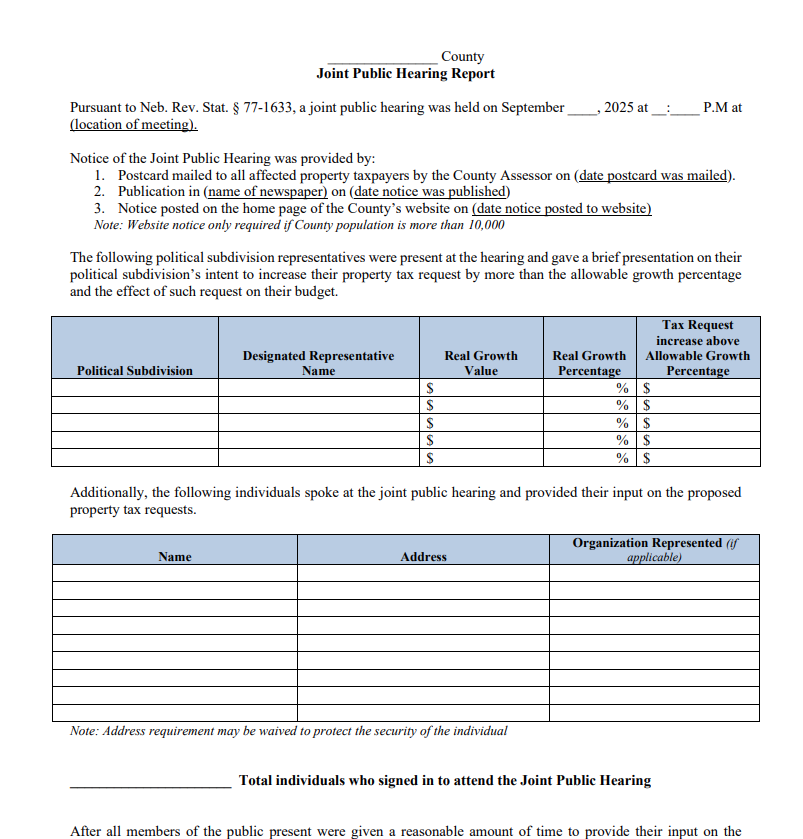 _______________ County
Joint Public Hearing Report
Pursuant to Neb. Rev. Stat. § 77-1633, a joint public hearing was held on September ____, 2025 at __:____ P.M at
(location of meeting).
Notice of the Joint Public Hearing was provided by:
1. Postcard mailed to all affected property taxpayers by the County Assessor on (date postcard was mailed).
2. Publication in (name of newspaper) on (date notice was published)
3. Notice posted on the home page of the County’s website on (date notice posted to website)
Note: Website notice only required if County population is more than 10,000
The following political subdivision representatives were present at the hearing and gave a brief presentation on their
political subdivision’s intent to increase their property tax request by more than the allowable growth percentage
and the effect of such request on their budget.
Political Subdivision
Designated Representative
Name
Real Growth
Value
Real Growth
Percentage
Tax Request
increase above
Allowable Growth
Percentage
$ % $
$ % $
$ % $
$ % $
$ % $
Additionally, the following individuals spoke at the joint public hearing and provided their input on the proposed
property tax requests.
Name
Address
Organization Represented (if
applicable)
Note: Address requirement may be waived to protect the security of the individual
______________________ Total individuals who signed in to attend the Joint Public Hearing
After all members of the public present were given a reasonable amount of time to provide their input on the